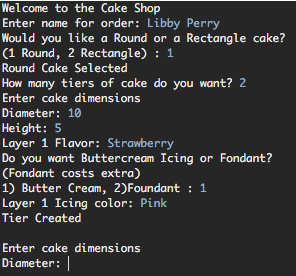 Welcome to the Cake Shop
Enter name for order: Libby Perry
Would you like a Round or a Rectangle cake?
(1 Round, 2 Rectangle) : 1
Round Cake Selected
How many tiers of cake do you want? 2
Enter cake dimensions
Diameter: 10
Height: 5
Layer 1 Flavor: Strawberry
Do you want Buttercream Icing or Fondant?
(Fondant costs extra)
1) Butter Cream, 2)Foundant : 1
Layer 1 Icing color: Pink
Tier Created
Enter cake dimensions
Diameter: